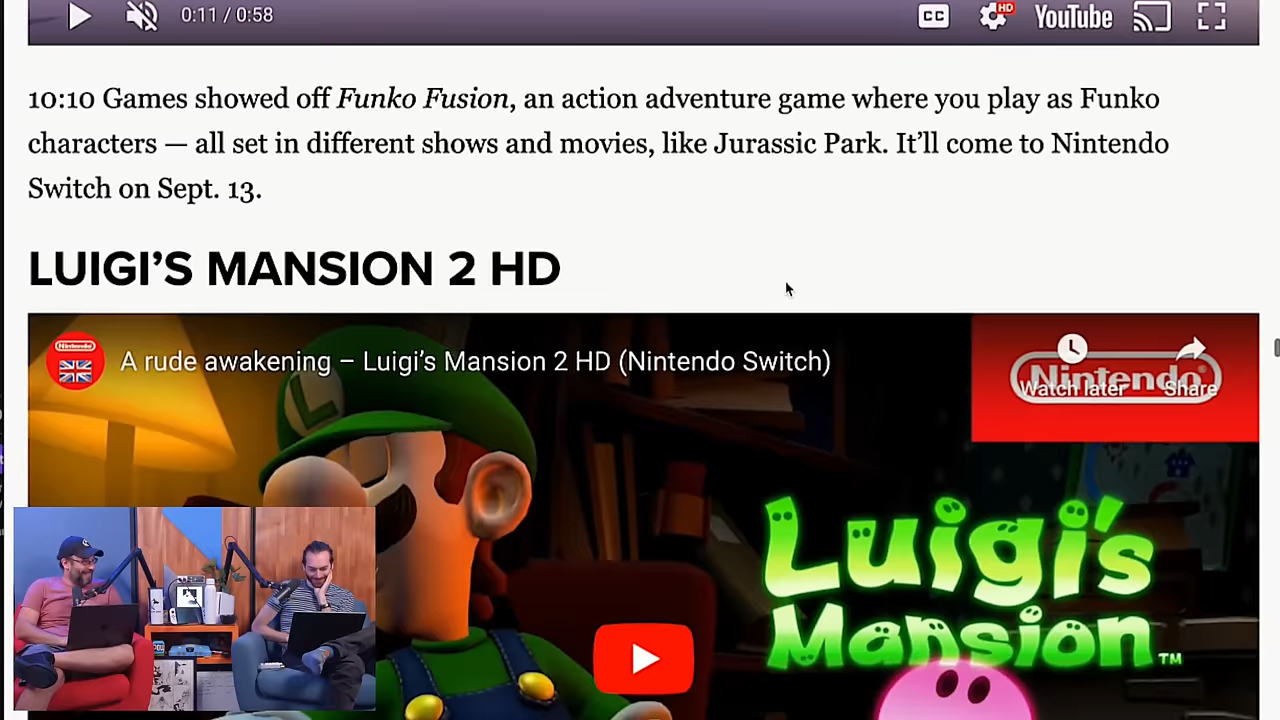 0:11 / 0:58
CC
HD
YouTube
10:10 Games showed off Funko Fusion, an action adventure game where you play as Funko
characters — all set in different shows and movies, like Jurassic Park. It’ll come to Nintendo
Switch on Sept. 13.
LUIGI’S MANSION 2 HD
Nintendo
A rude awakening – Luigi’s Mansion 2 HD (Nintendo Switch)
Nintendo
Watch later
Share
L
Luigi's
Mansion™